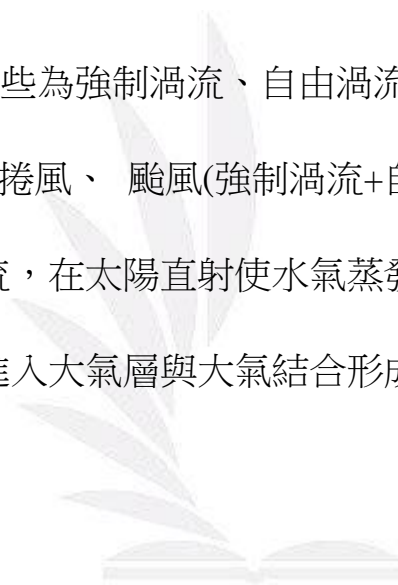 些為強制渦流、自由渦流
捲風、 颱風(強制渦流+自
流，在太陽直射使水氣蒸發
進入大氣層與大氣結合形成